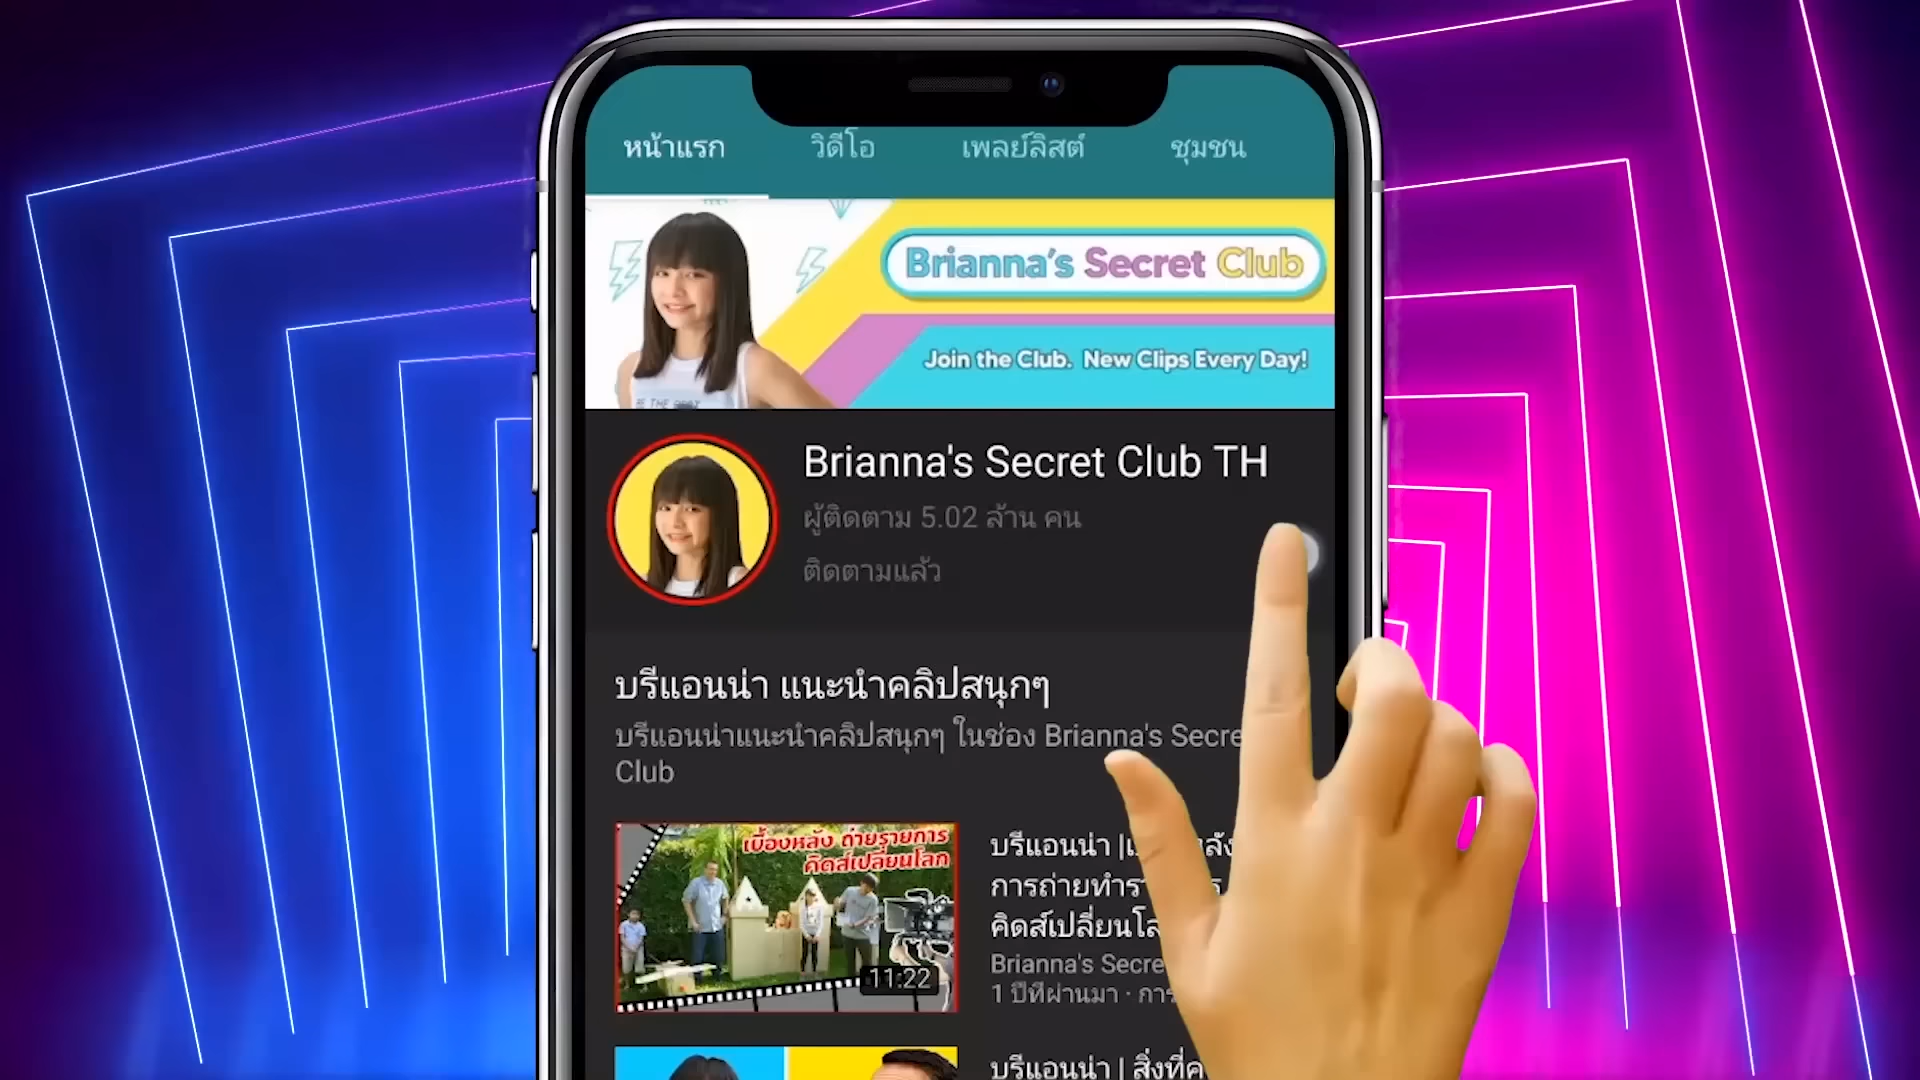 หน้าแรก วิดีโอ เพลย์ลิสต์ ชุมชน
Brianna's Secret Club
Join the Club. New Clips Every Day!
Brianna's Secret Club TH
ผู้ติดตาม 5.02 ล้าน คน
ติดตามแล้ว
บรีแอนน่า แนะนำคลิปสนุกๆ
บรีแอนน่าแนะนำคลิปสนุกๆ ในช่อง Brianna's Secre
Club
เบื้องหลัง ถ่ายรายการ
คิดส์เปลี่ยนโลก
11:22
บรีแอนน่า |
การถ่ายทำ
คิดส์เปลี่ยน
Brianna's Secre
1 ปีที่ผ่านมา ·
บรีแอนน่า | สิ่งที่